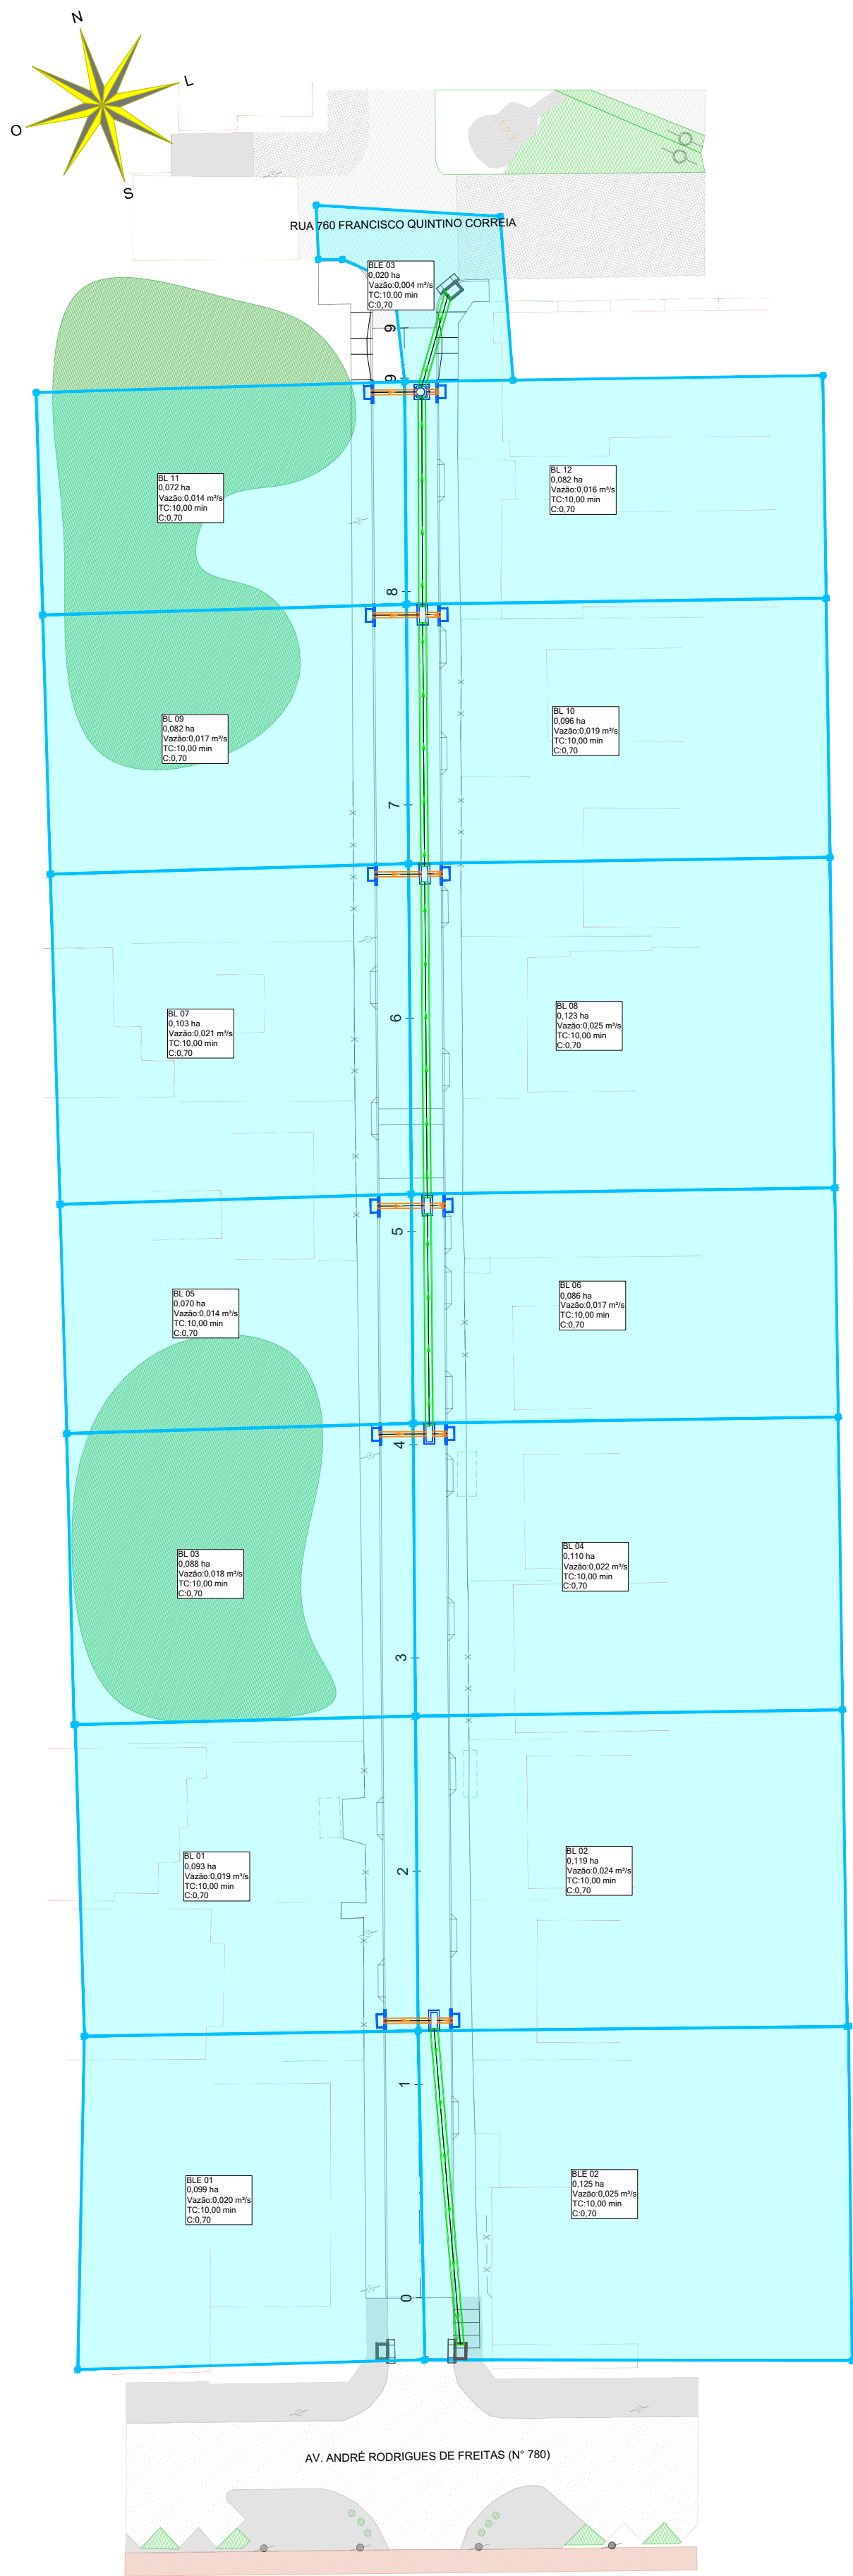 N
L
O
S
RUA 760 FRANCISCO QUINTINO CORREIA
BLE 03
0,020 ha
Vazão:0,004 m³/s
TC:10,00 min
C:0,70
9
9
BL 11
0,072 ha
Vazão:0,014 m³/s
TC:10,00 min
C:0,70
BL 12
0,082 ha
Vazão:0,016 m³/s
TC:10,00 min
C:0,70
8
BL 09
0,082 ha
Vazão:0,017 m³/s
TC:10,00 min
C:0,70
BL 10
0,096 ha
Vazão:0,019 m³/s
TC:10,00 min
C:0,70
7
BL 07
0,103 ha
Vazão:0,021 m³/s
TC:10,00 min
C:0,70
BL 08
0,123 ha
Vazão:0,025 m³/s
TC:10,00 min
C:0,70
6
5
BL 05
0,070 ha
Vazão:0,014 m³/s
TC:10,00 min
C:0,70
BL 06
0,086 ha
Vazão:0,017 m³/s
TC:10,00 min
C:0,70
4
BL 03
0,088 ha
Vazão:0,018 m³/s
TC:10,00 min
C:0,70
BL 04
0,110 ha
Vazão:0,022 m³/s
TC:10,00 min
C:0,70
3
BL 01
0,093 ha
Vazão:0,019 m³/s
TC:10,00 min
C:0,70
BL 02
0,119 ha
Vazão:0,024 m³/s
TC:10,00 min
C:0,70
2
1
BLE 01
0,099 ha
Vazão:0,020 m³/s
TC:10,00 min
C:0,70
BLE 02
0,125 ha
Vazão:0,025 m³/s
TC:10,00 min
C:0,70
0
AV. ANDRÉ RODRIGUES DE FREITAS (N° 780)